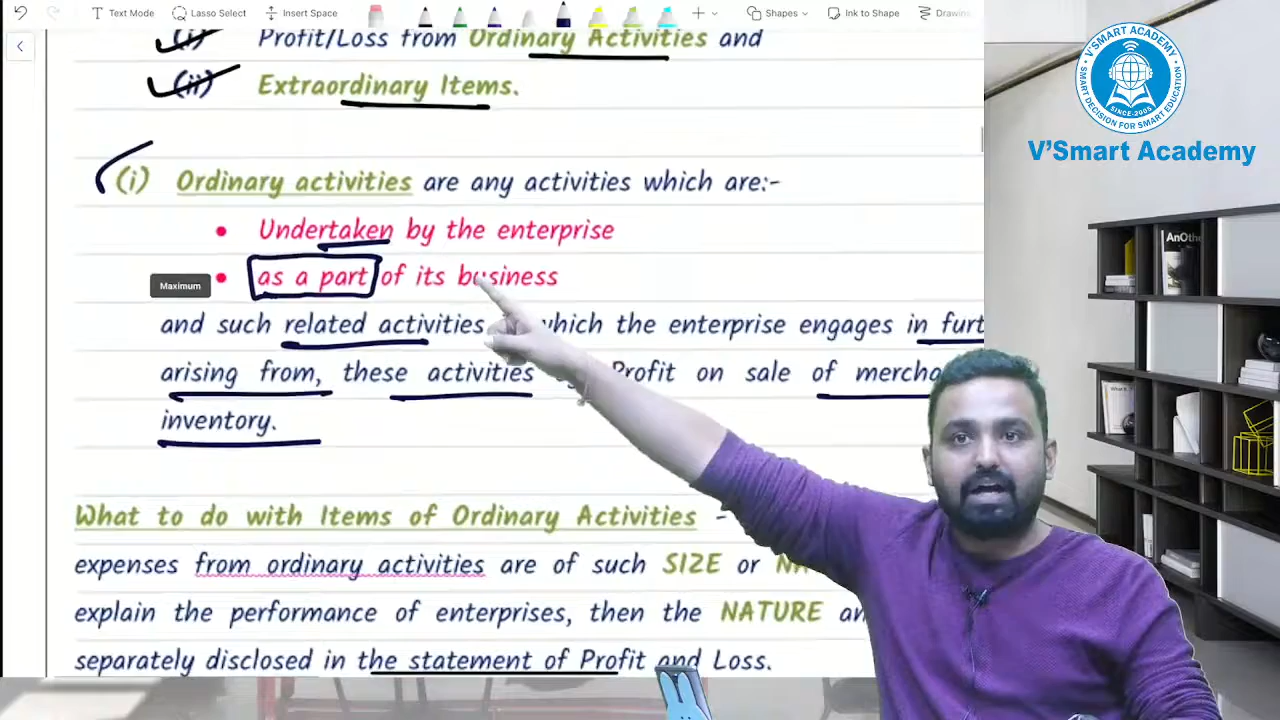 Text Mode Lasso Select Insert Space Shapes Ink to Shape Drawing
(i) Profit/Loss from Ordinary Activities and
(ii) Extraordinary Items.
(i) Ordinary activities are any activities which are:-
• Undertaken by the enterprise
• as a part of its business
Maximum
and such related activities which the enterprise engages in furt
arising from, these activities Profit on sale of mercha
inventory.
What to do with Items of Ordinary Activities -
expenses from ordinary activities are of such SIZE or
explain the performance of enterprises, then the NATURE
separately disclosed in the statement of Profit and Loss.
V'SMART ACADEMY
SINCE-2005
SMART DECISION FOR SMART EDUCATION
V'Smart Academy
AnOthe